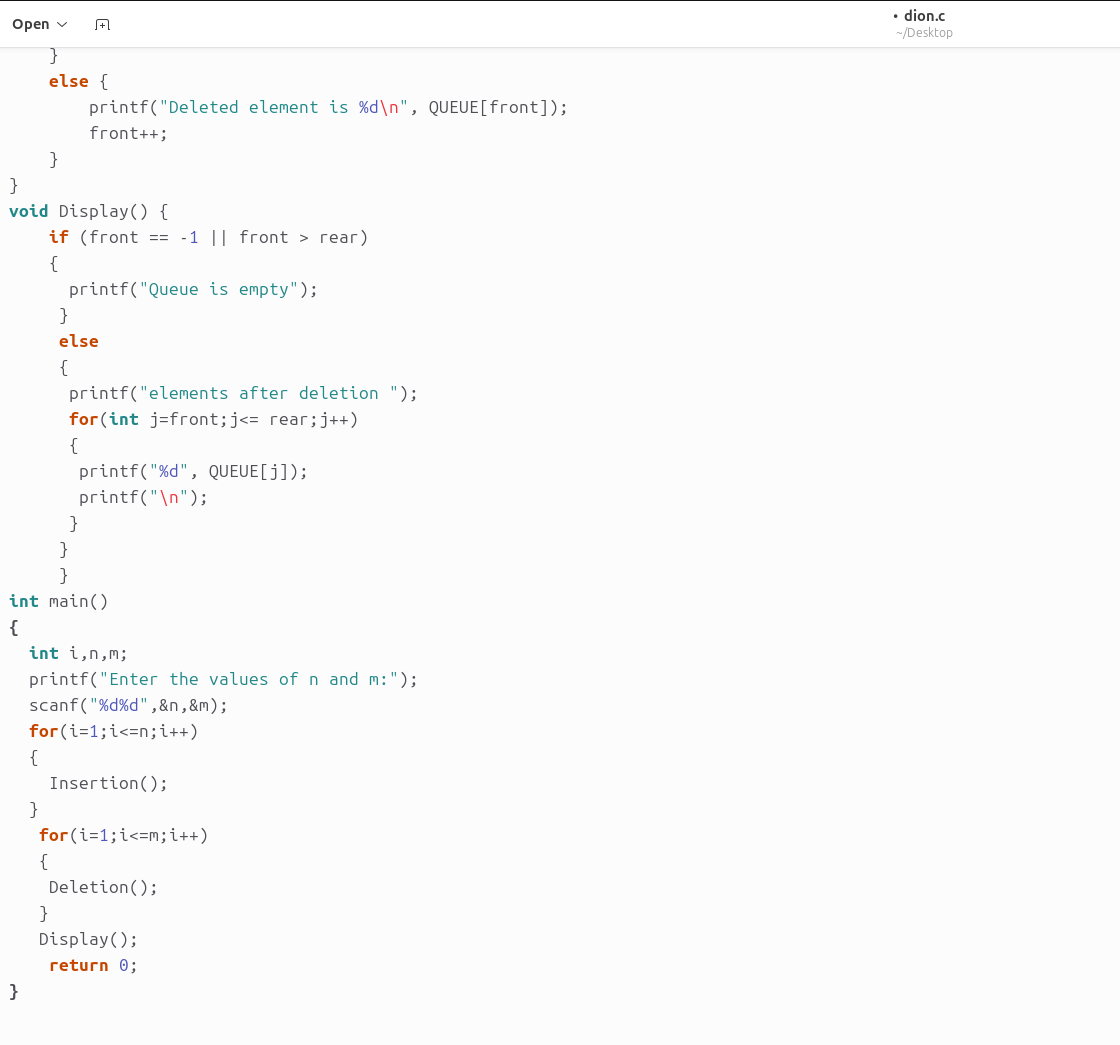 Open
• dion.c
~/Desktop
    }
    else {
        printf("Deleted element is %d\n", QUEUE[front]);
        front++;
    }
}
void Display() {
    if (front == -1 || front > rear)
    {
      printf("Queue is empty");
     }
     else
     {
      printf("elements after deletion ");
      for(int j=front;j<= rear;j++)
      {
       printf("%d", QUEUE[j]);
       printf("\n");
      }
     }
     }
int main()
{
  int i,n,m;
  printf("Enter the values of n and m:");
  scanf("%d%d",&n,&m);
  for(i=1;i<=n;i++)
  {
    Insertion();
  }
   for(i=1;i<=m;i++)
   {
    Deletion();
   }
   Display();
    return 0;
}